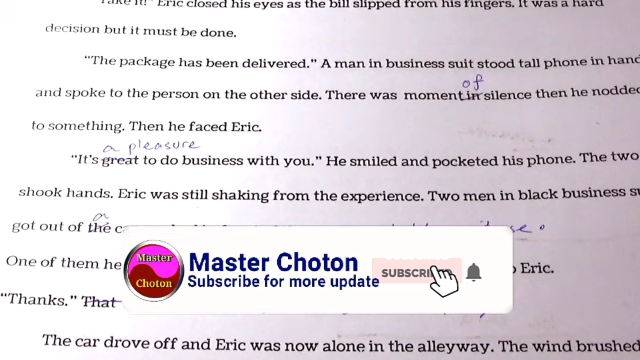 Take it!" Eric closed his eyes as the bill slipped from his fingers. It was a hard
decision but it must be done.
"The package has been delivered." A man in business suit stood tall phone in hand
of
and spoke to the person on the other side. There was moment in silence then he nodded
to something. Then he faced Eric.
a pleasure
"It's great to do business with you." He smiled and pocketed his phone. The two
shook hands. Eric was still shaking from the experience. Two men in black business su
a
got out of the
One of them he
Eric.
"Thanks." That
Master
Choton
Master Choton
Subscribe for more update
SUBSCRIBE
The car drove off and Eric was now alone in the alleyway. The wind brushed